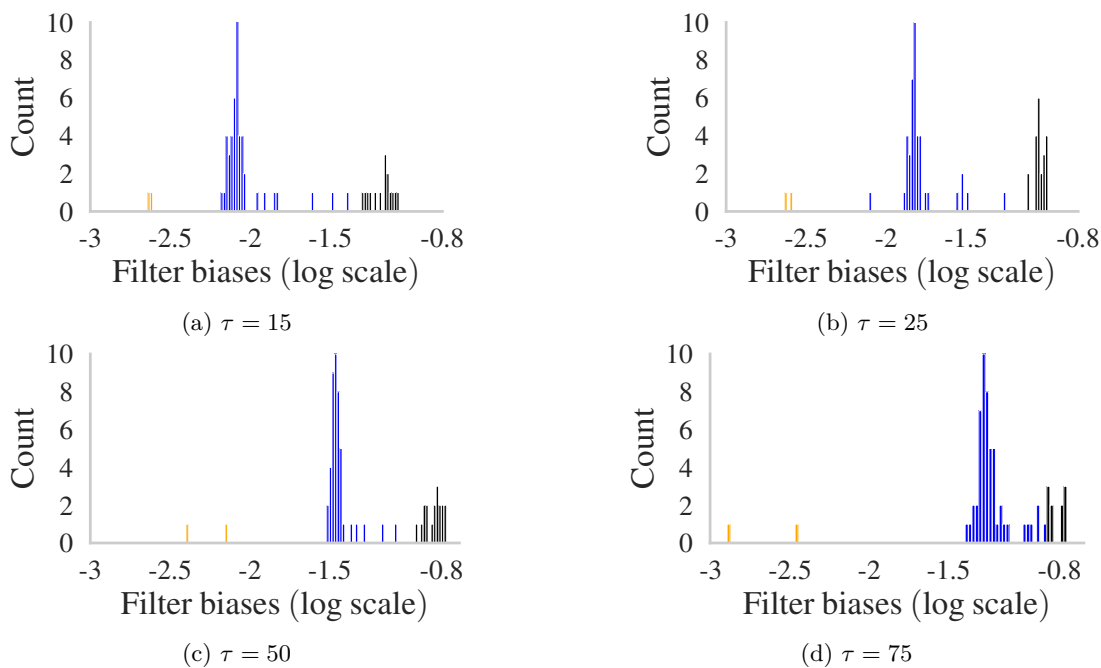 10
8
6
4
2
0
Count
-3 -2.5 -2 -1.5 -0.8
Filter biases (log scale)
(a) τ = 15
10
8
6
4
2
0
Count
-3 -2.5 -2 -1.5 -0.8
Filter biases (log scale)
(b) τ = 25
10
8
6
4
2
0
Count
-3 -2.5 -2 -1.5 -0.8
Filter biases (log scale)
(c) τ = 50
10
8
6
4
2
0
Count
-3 -2.5 -2 -1.5 -0.8
Filter biases (log scale)
(d) τ = 75